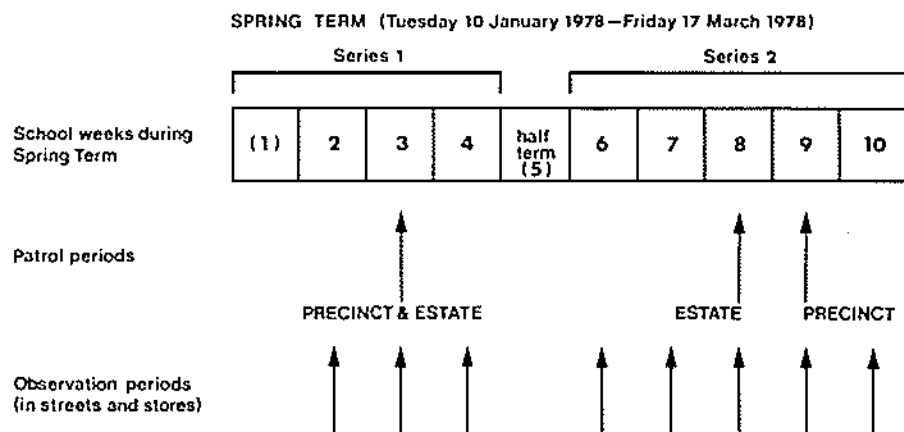 SPRING TERM (Tuesday 10 January 1978–Friday 17 March 1978)
Series 1 Series 2
School weeks during
Spring Term
(1) 2 3 4 half term (5) 6 7 8 9 10
Patrol periods
PRECINCT & ESTATE ESTATE PRECINCT
Observation periods
(in streets and stores)